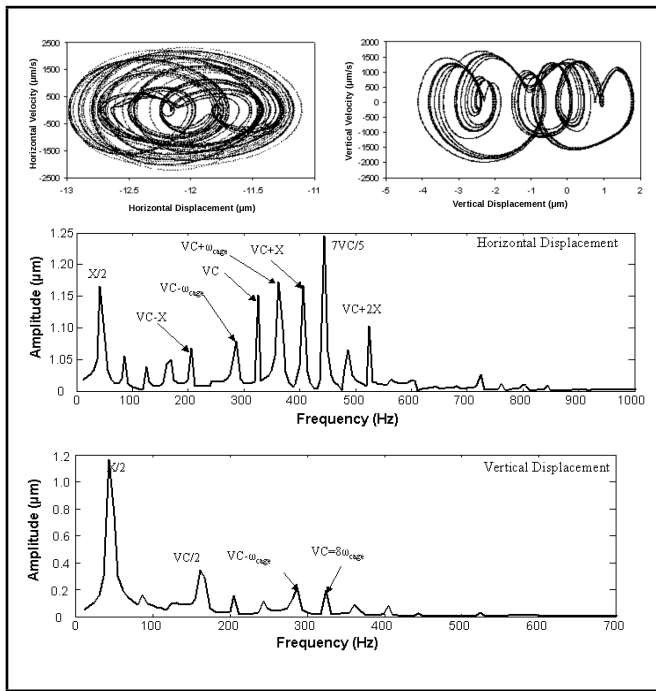 2500
1500
500
0
-500
-1500
-2500
Horizontal Velocity (μm/s)
-13 -12.5 -12 -11.5 -11
Horizontal Displacement (μm)
2000
1500
1000
500
0
-500
-1000
-1500
-2000
-2500
Vertical Velocity (μm/s)
-5 -4 -3 -2 -1 0 1 2
Vertical Displacement (μm)
1.25
1.20
1.15
1.10
1.05
0
Amplitude (μm)
X/2
VC-X
VC-ωcage
VC
VC+ωcage
VC+X
7VC/5
VC+2X
Horizontal Displacement
0 100 200 300 400 500 600 700 800 900 1000
Frequency (Hz)
1.2
1.0
0.8
0.6
0.4
0.2
0
Amplitude (μm)
X/2
VC/2
VC-ωcage
VC=8ωcage
Vertical Displacement
0 100 200 300 400 500 600 700
Frequency (Hz)